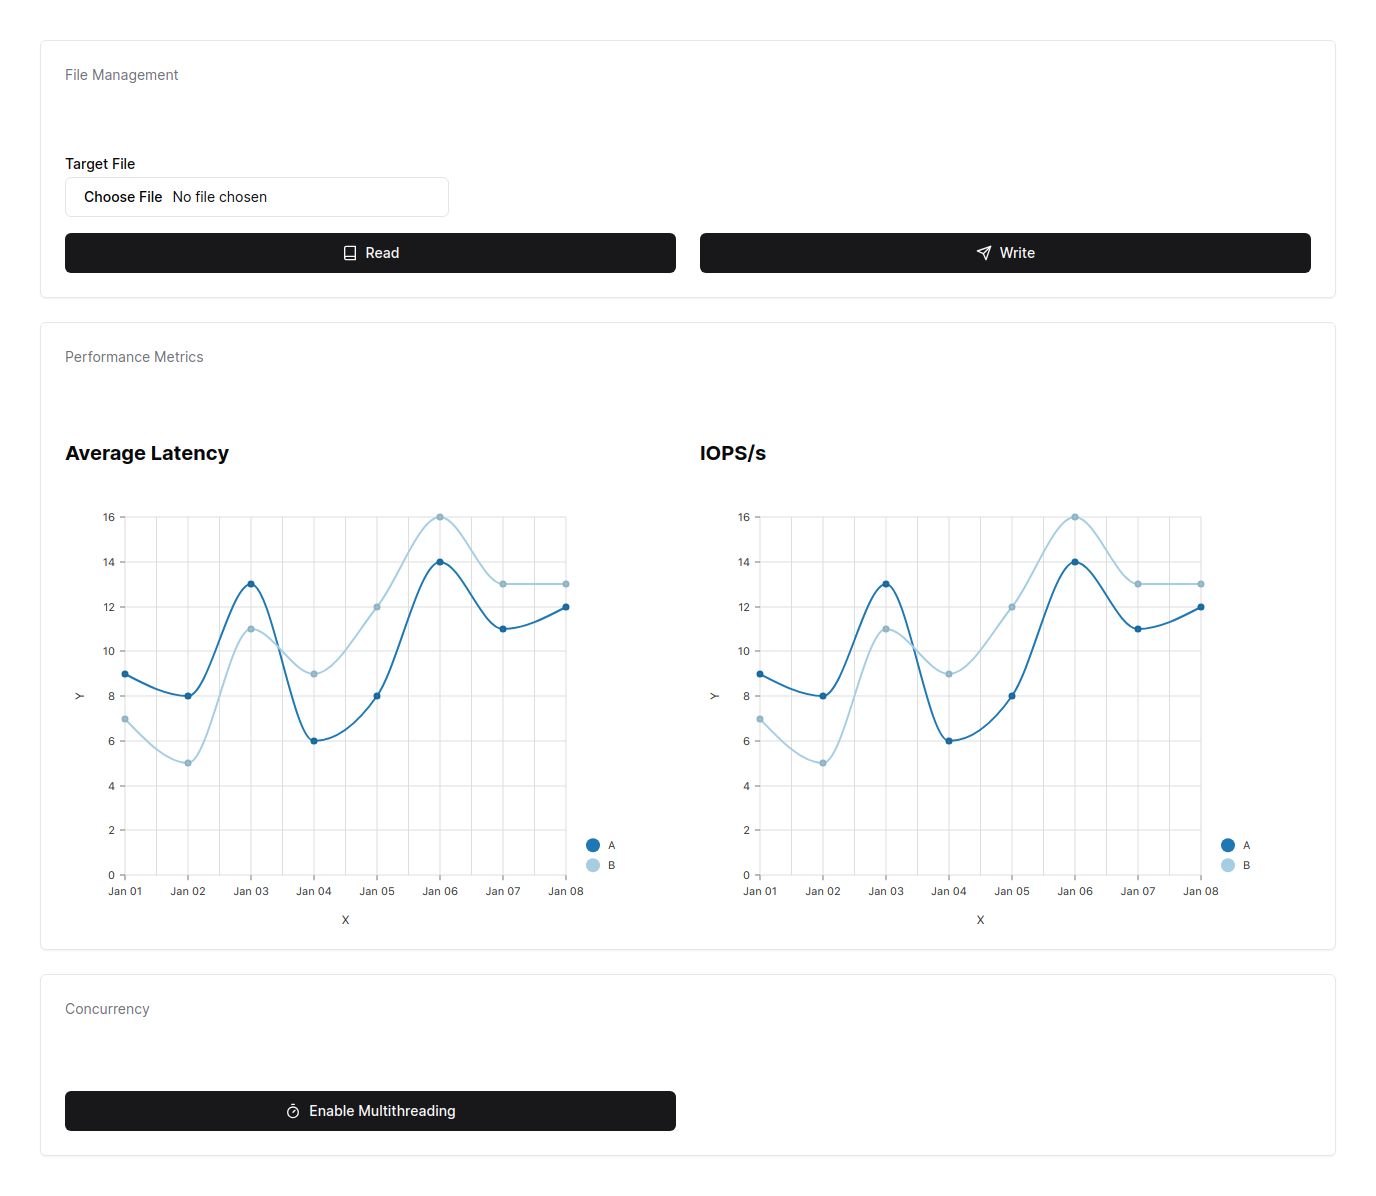 File Management
Target File
Choose File No file chosen
Read
Write
Performance Metrics
Average Latency
16
14
12
10
8
6
4
2
0
Y
Jan 01 Jan 02 Jan 03 Jan 04 Jan 05 Jan 06 Jan 07 Jan 08
X
A
B
IOPS/s
16
14
12
10
8
6
4
2
0
Y
Jan 01 Jan 02 Jan 03 Jan 04 Jan 05 Jan 06 Jan 07 Jan 08
X
A
B
Concurrency
Enable Multithreading